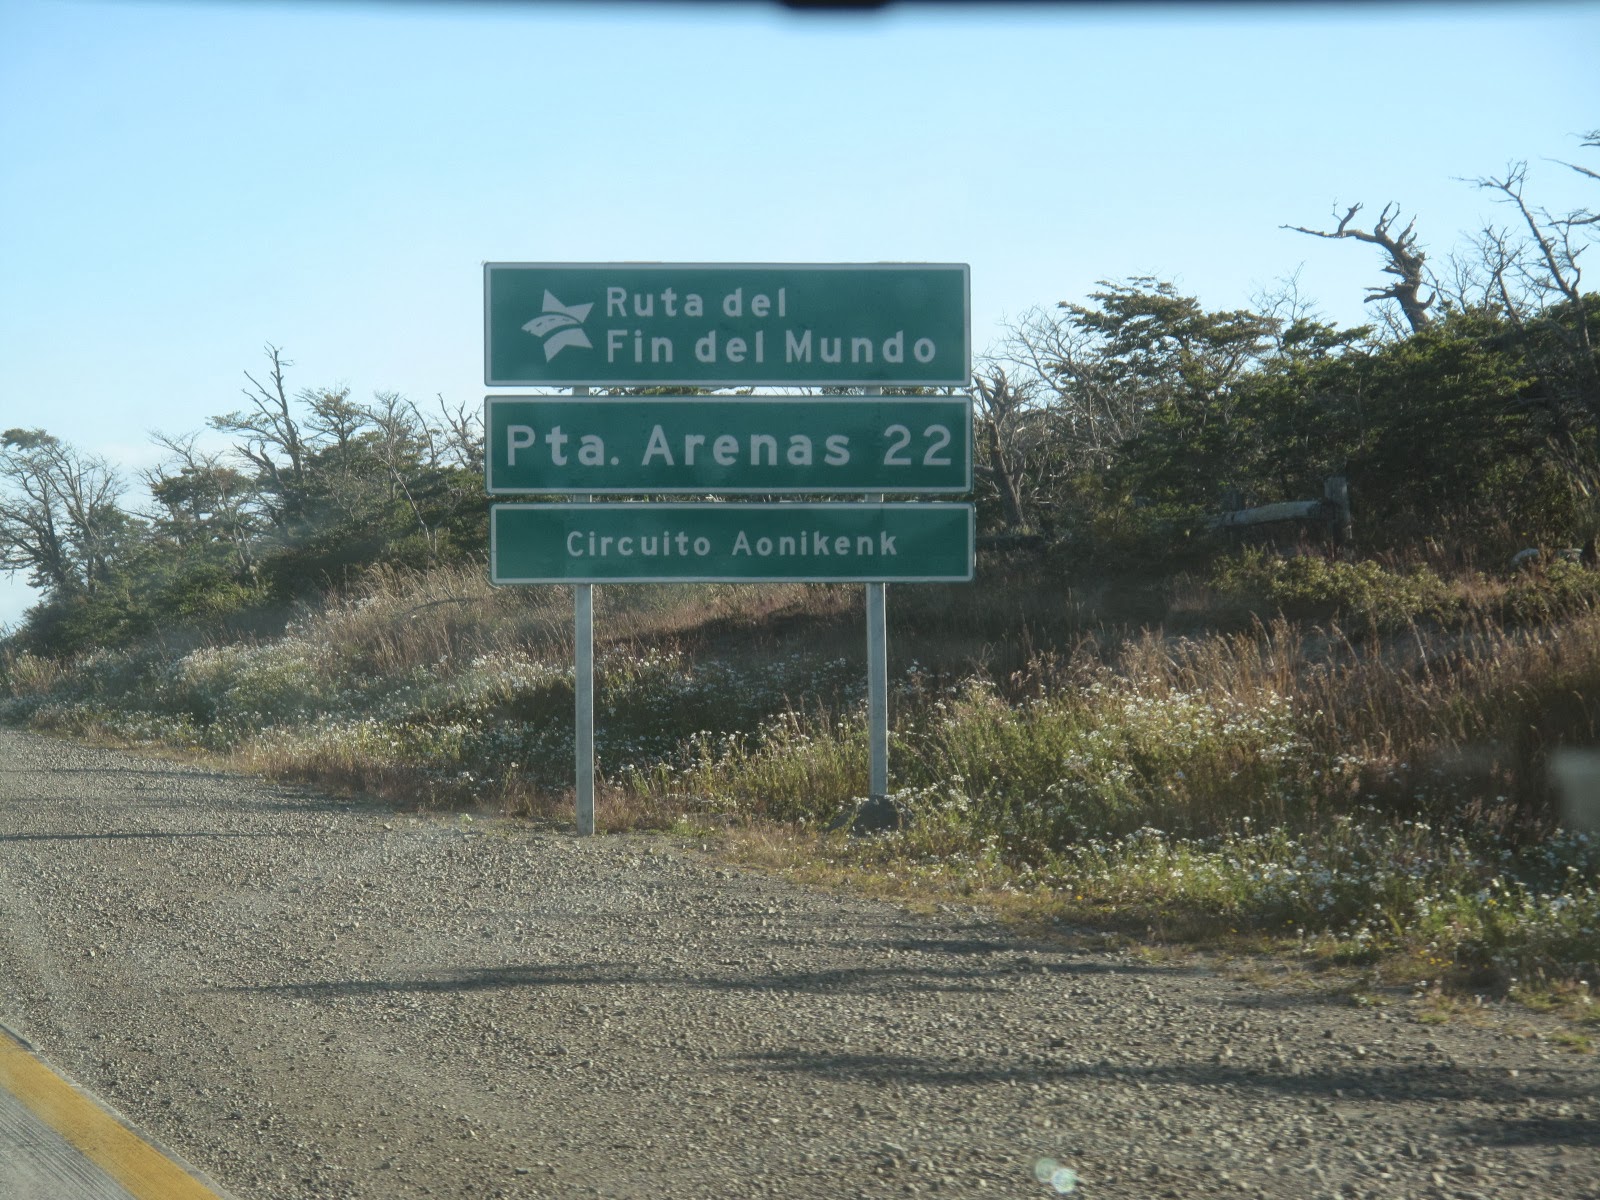 Ruta del
Fin del Mundo
Pta. Arenas 22
Circuito Aonikenk